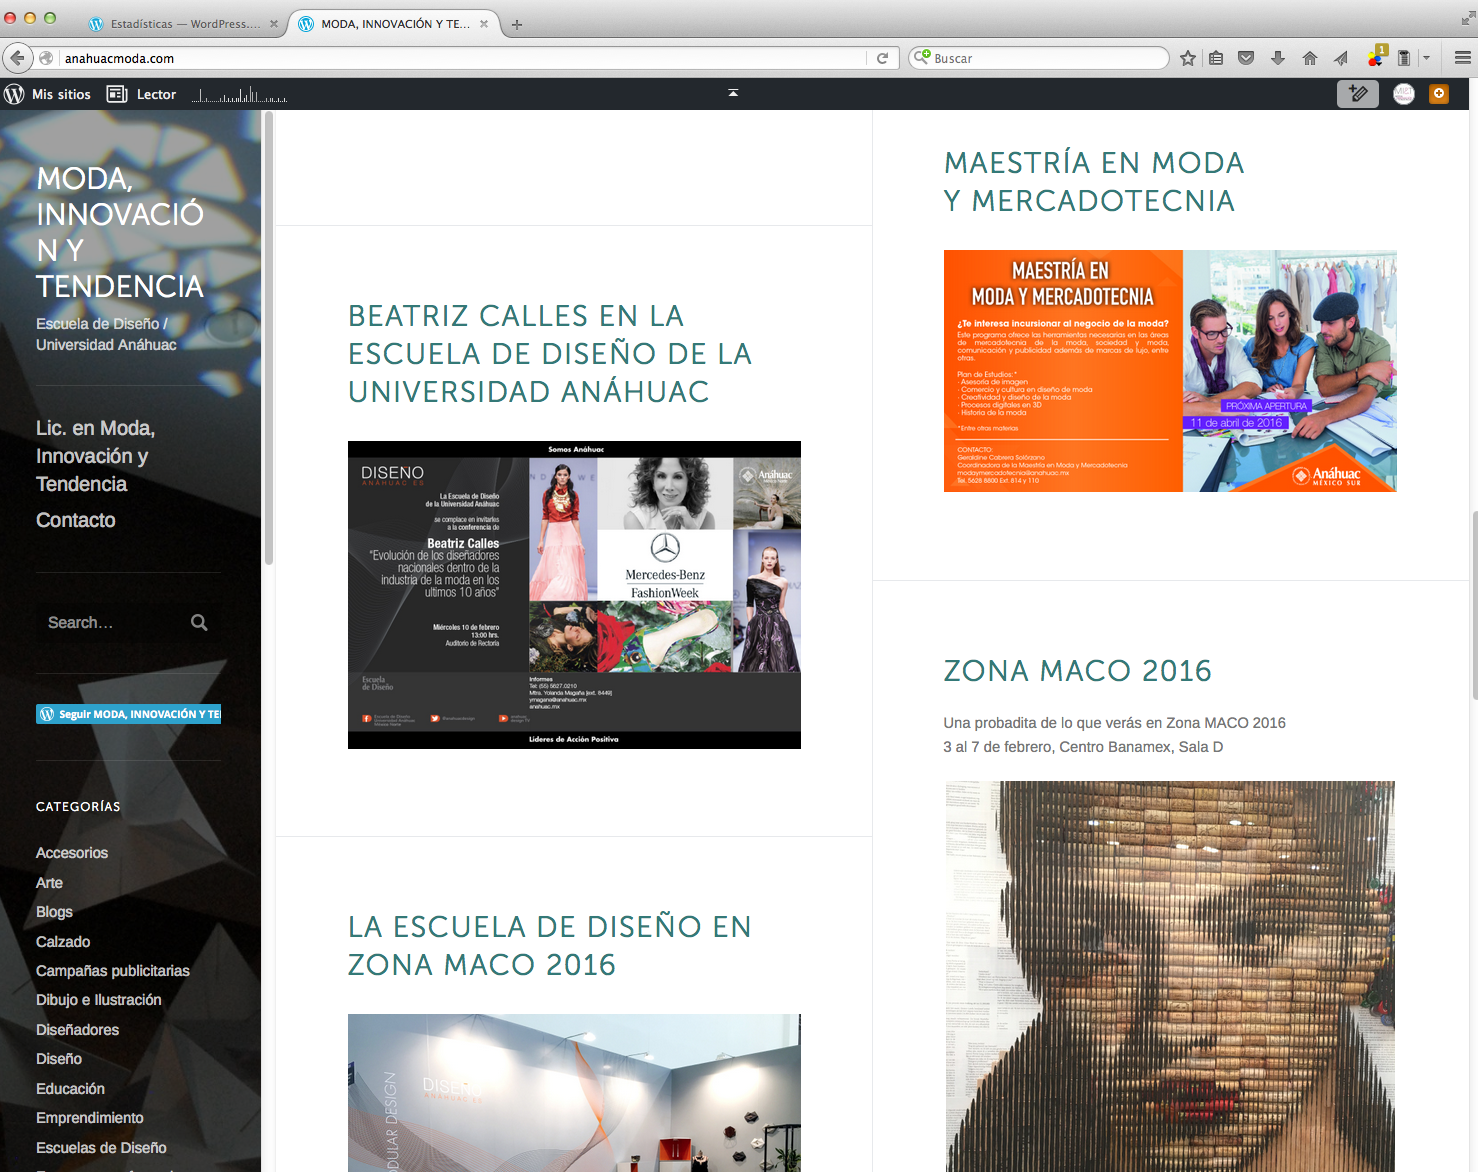 Estadísticas — WordPress....
MODA, INNOVACIÓN Y TE...
anahuacmoda.com
Buscar
1
Mis sitios
Lector
MODA,
INNOVACIÓ
N Y
TENDENCIA
Escuela de Diseño /
Universidad Anáhuac
Lic. en Moda,
Innovación y
Tendencia
Contacto
Search...
Seguir MODA, INNOVACIÓN Y TE
CATEGORÍAS
Accesorios
Arte
Blogs
Calzado
Campañas publicitarias
Dibujo e Ilustración
Diseñadores
Diseño
Educación
Emprendimiento
Escuelas de Diseño
BEATRIZ CALLES EN LA
ESCUELA DE DISEÑO DE LA
UNIVERSIDAD ANÁHUAC
Somos Anáhuac
DISENO
ANÁHUAC ES
La Escuela de Diseño
de la Universidad Anáhuac
se complace en invitarles
a la conferencia de
Beatriz Calles
"Evolución de los diseñadores
nacionales dentro de la
industria de la moda en los
ultimos 10 años"
Miércoles 10 de febrero
13:00 hrs.
Auditorio de Rectoría
Anáhuac
Mercedes-Benz
FashionWeek
Escuela
de Diseño
Informes
Tel: (55) 5627.0210
Mtra. Yolanda Magaña [ext. 8449]
ymagana@anahuac.mx
anahuac.mx
Líderes de Acción Positiva
LA ESCUELA DE DISEÑO EN
ZONA MACO 2016
DISENO
ANÁHUAC ES
DULAR DESIGN
MAESTRÍA EN MODA
Y MERCADOTECNIA
MAESTRÍA EN
MODA Y MERCADOTECNIA
¿Te interesa incursionar al negocio de la moda?
Este programa ofrece las herramientas necesarias en las áreas
de mercadotecnia de la moda, sociedad y moda,
comunicación y publicidad además de marcas de lujo, entre
otras.
Plan de Estudios:*
· Asesoría de imagen
· Comercio y cultura en diseño de moda
· Creatividad y diseño de la moda
· Procesos digitales en 3D
· Historia de la moda
*Entre otras materias
CONTACTO:
Geraldine Cabrera Solórzano
Coordinadora de la Maestría en Moda y Mercadotecnia
modaymercadotecnia@anahuac.mx
Tel. 5628 8800 Ext. 814 y 110
PRÓXIMA APERTURA
11 de abril de 2016
Anáhuac
MÉXICO SUR
ZONA MACO 2016
Una probadita de lo que verás en Zona MACO 2016
3 al 7 de febrero, Centro Banamex, Sala D